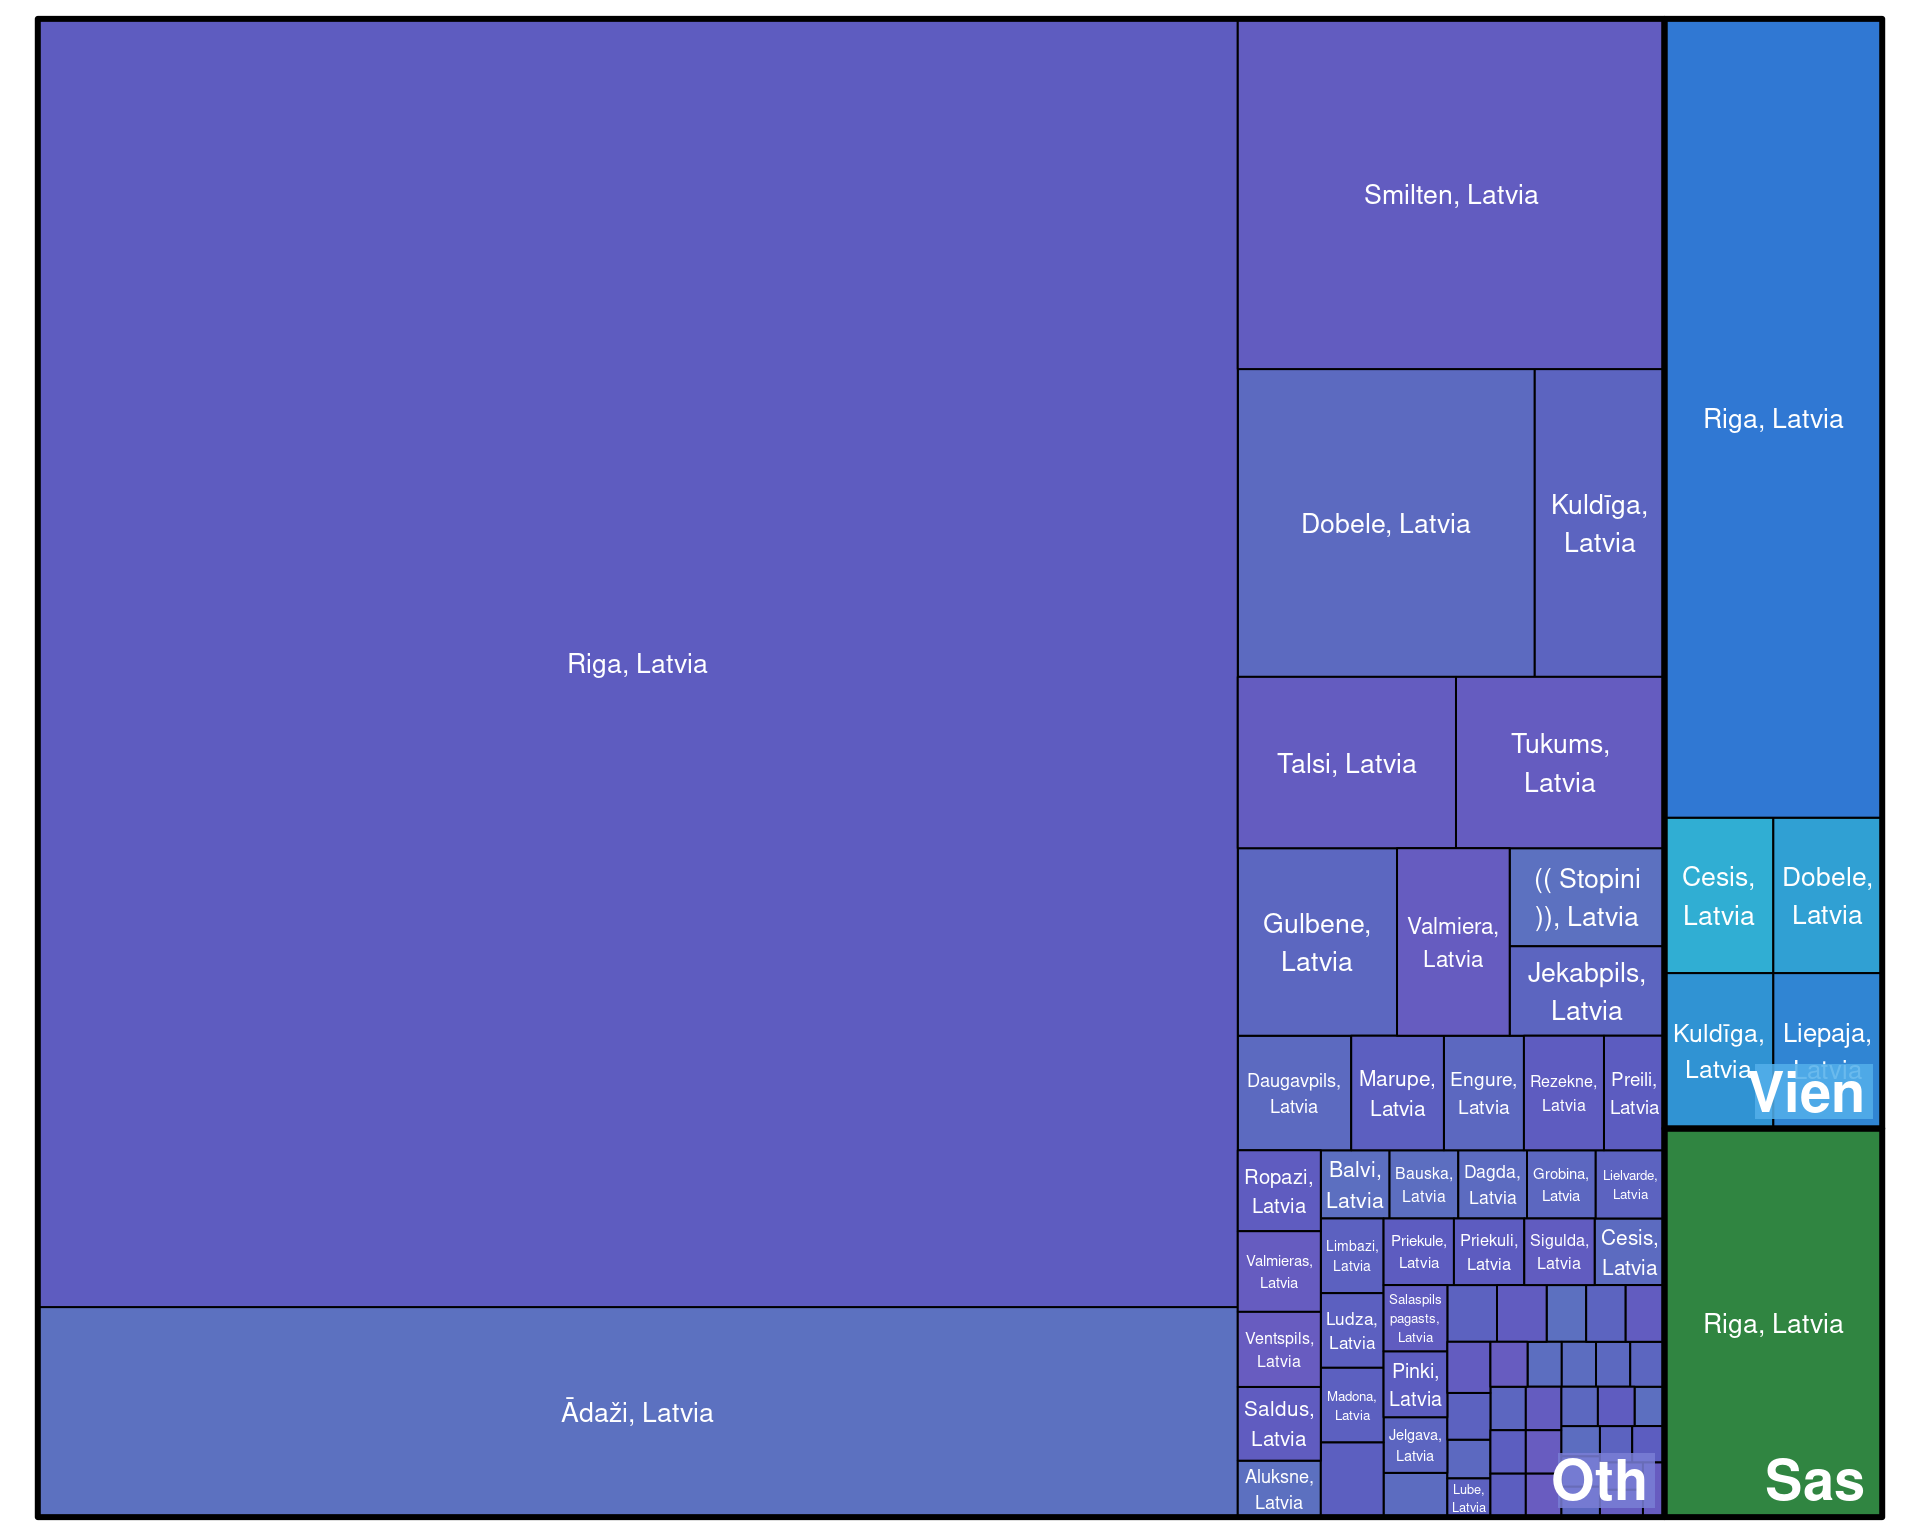 Riga, Latvia
Ādaži, Latvia
Smilten, Latvia
Dobele, Latvia
Kuldīga,
Latvia
Talsi, Latvia
Tukums,
Latvia
Gulbene,
Latvia
Valmiera,
Latvia
(( Stopini
)), Latvia
Jekabpils,
Latvia
Daugavpils,
Latvia
Marupe,
Latvia
Engure,
Latvia
Rezekne,
Latvia
Preili,
Latvia
Ropazi,
Latvia
Balvi,
Latvia
Bauska,
Latvia
Dagda,
Latvia
Grobina,
Latvia
Lielvarde,
Latvia
Valmieras,
Latvia
Limbazi,
Latvia
Priekule,
Latvia
Priekuli,
Latvia
Sigulda,
Latvia
Cesis,
Latvia
Ventspils,
Latvia
Ludza,
Latvia
Salaspils
pagasts,
Latvia
Pinki,
Latvia
Madona,
Latvia
Saldus,
Latvia
Jelgava,
Latvia
Aluksne,
Latvia
Lube,
Latvia
Oth
Riga, Latvia
Cesis,
Latvia
Dobele,
Latvia
Kuldīga,
Latvia
Liepaja,
Latvia
Vien
Riga, Latvia
Sas